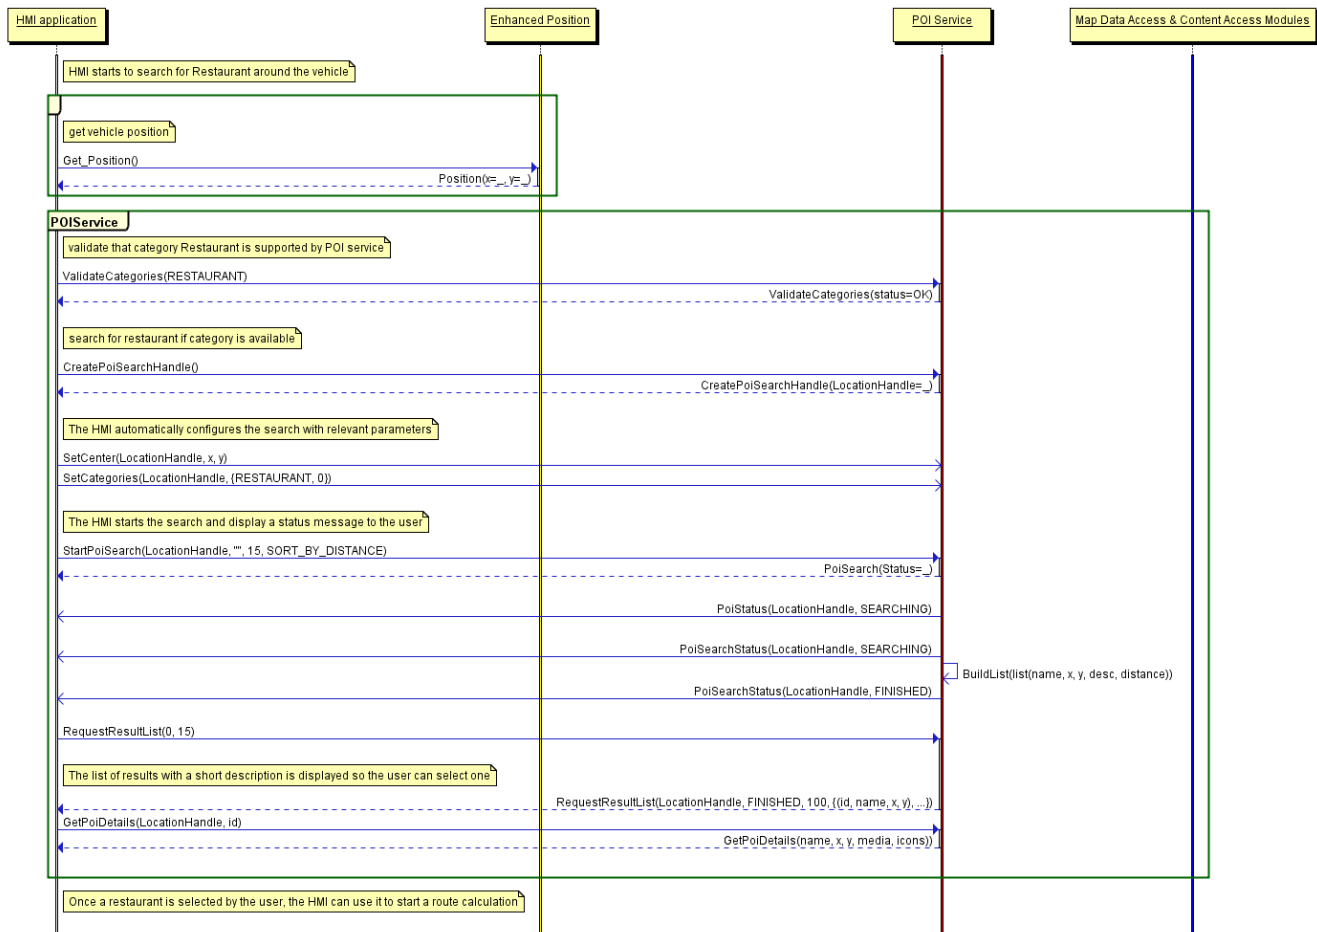 HMI application
Enhanced Position
POI Service
Map Data Access & Content Access Modules
HMI starts to search for Restaurant around the vehicle
get vehicle position
Get_Position()
Position(x=_, y=_)
POIService
validate that category Restaurant is supported by POI service
ValidateCategories(RESTAURANT)
ValidateCategories(status=OK)
search for restaurant if category is available
CreatePoiSearchHandle()
CreatePoiSearchHandle(LocationHandle=_)
The HMI automatically configures the search with relevant parameters
SetCenter(LocationHandle, x, y)
SetCategories(LocationHandle, {RESTAURANT, 0})
The HMI starts the search and display a status message to the user
StartPoiSearch(LocationHandle, "", 15, SORT_BY_DISTANCE)
PoiSearch(Status=_)
PoiStatus(LocationHandle, SEARCHING)
PoiSearchStatus(LocationHandle, SEARCHING)
BuildList(list(name, x, y, desc, distance))
PoiSearchStatus(LocationHandle, FINISHED)
RequestResultList(0, 15)
The list of results with a short description is displayed so the user can select one
RequestResultList(LocationHandle, FINISHED, 100, {(id, name, x, y), ...})
GetPoiDetails(LocationHandle, id)
GetPoiDetails(name, x, y, media, icons))
Once a restaurant is selected by the user, the HMI can use it to start a route calculation